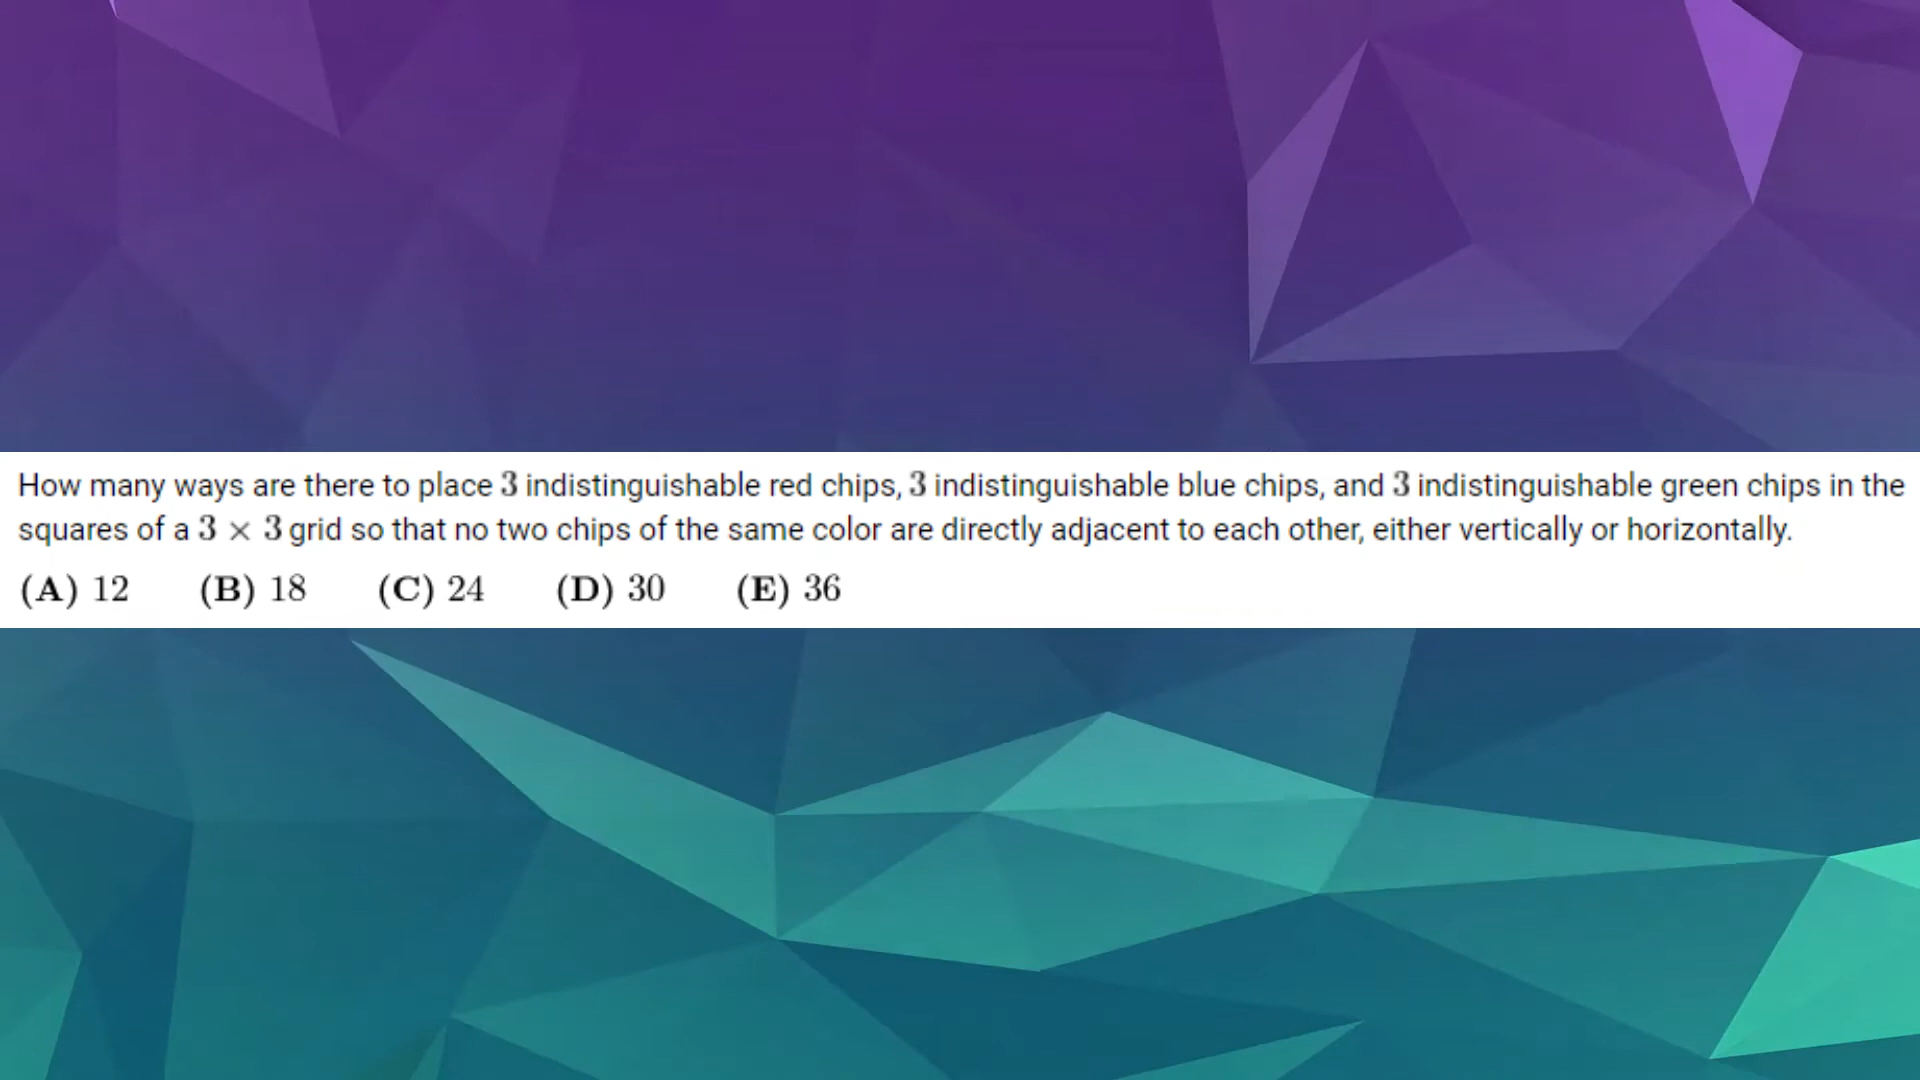 How many ways are there to place 3 indistinguishable red chips, 3 indistinguishable blue chips, and 3 indistinguishable green chips in the
squares of a 3 × 3 grid so that no two chips of the same color are directly adjacent to each other, either vertically or horizontally.
(A) 12 (B) 18 (C) 24 (D) 30 (E) 36